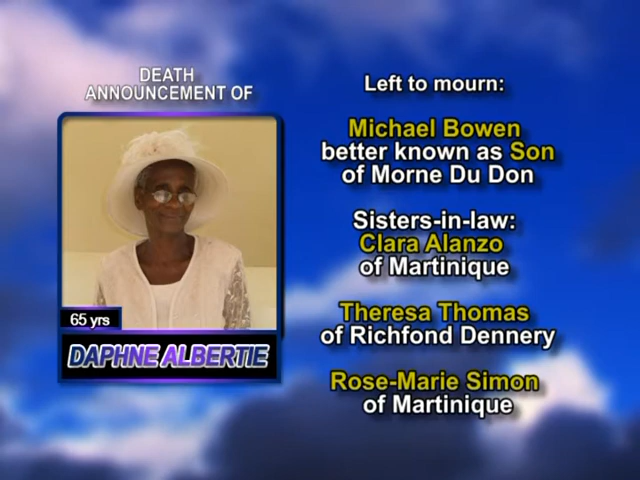 DEATH
ANNOUNCEMENT OF
65 yrs
DAPHNE ALBERTIE
Left to mourn:
Michael Bowen
better known as Son
of Morne Du Don
Sisters-in-law:
Clara Alanzo
of Martinique
Theresa Thomas
of Richfond Dennery
Rose-Marie Simon
of Martinique